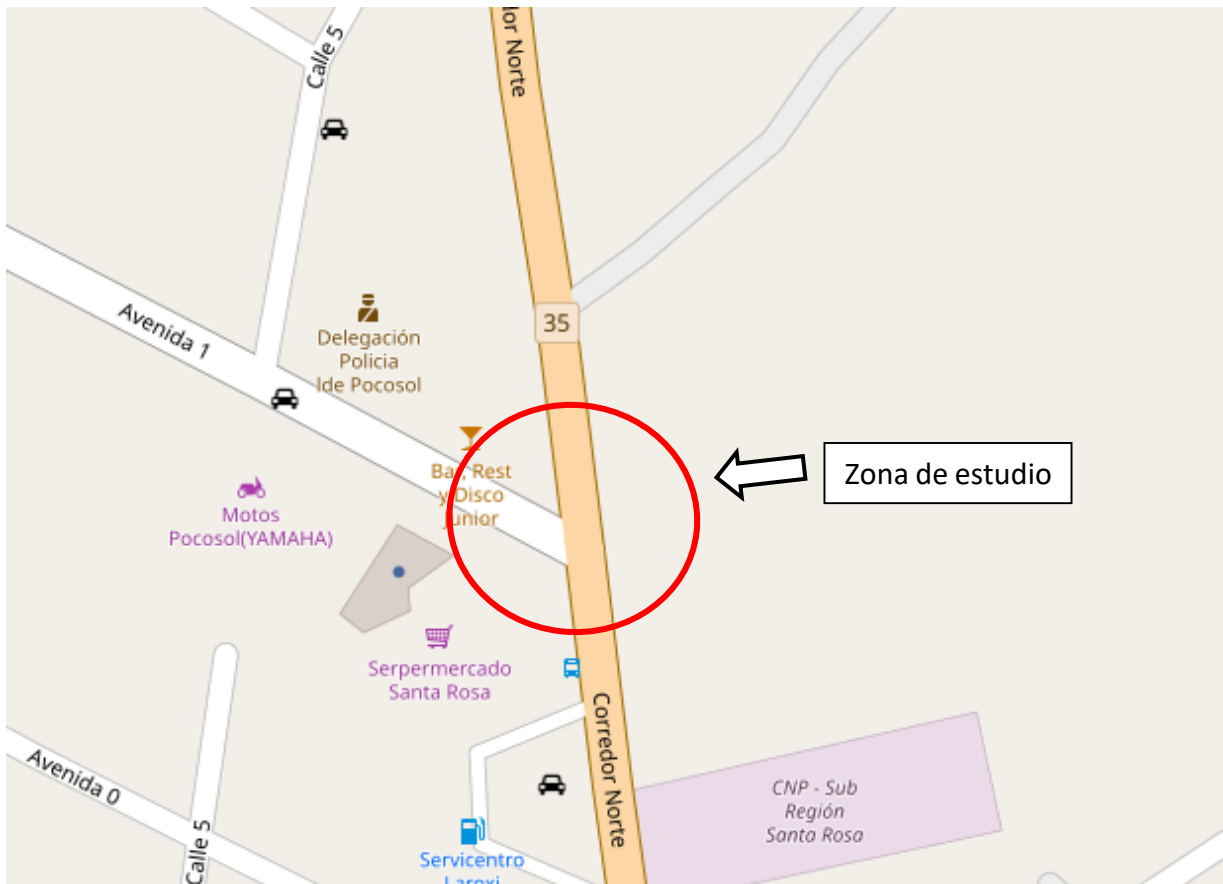 dor Norte
Calle 5
Avenida 1
35
Delegación
Policia
lde Pocosol
Bar, Rest
y Disco
Junior
Zona de estudio
Motos
Pocosol(YAMAHA)
Serpermercado
Santa Rosa
Corredor Norte
Avenida 0
Calle 5
CNP - Sub
Región
Santa Rosa
Servicentro